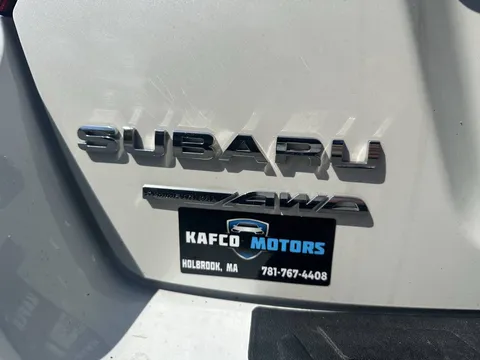 SUBARU
AWD
KAFCO MOTORS
HOLBROOK, MA
781-767-4408